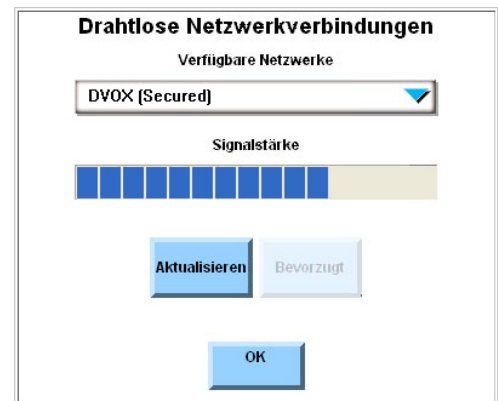 Drahtlose Netzwerkverbindungen
Verfügbare Netzwerke
DVOX (Secured)
Signalstärke
Aktualisieren Bevorzugt
OK